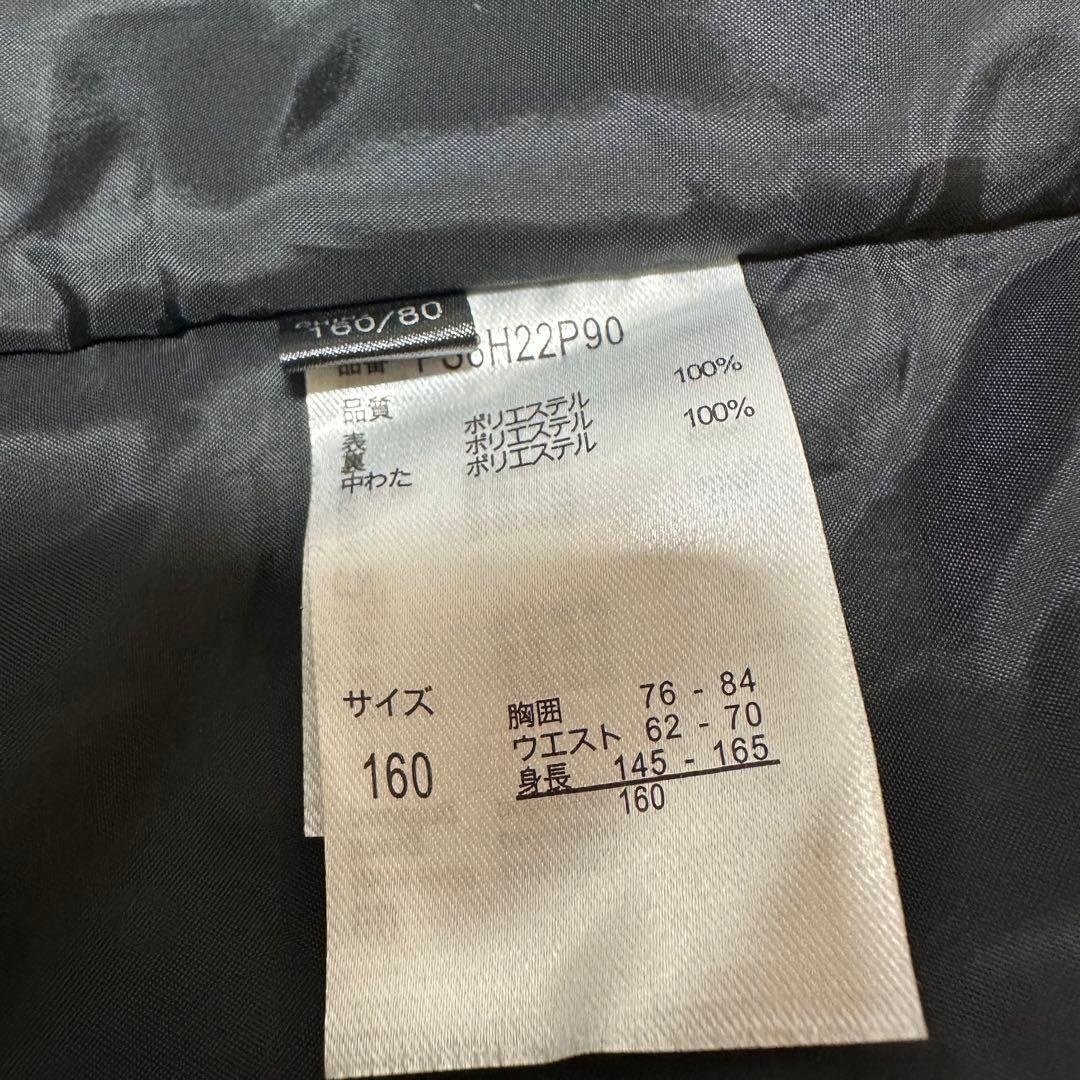 160/80
品番 H22P90
品質
表 ポリエステル 100%
裏 ポリエステル 100%
中わた ポリエステル
サイズ
160
胸囲 76 - 84
ウエスト 62 - 70
身長 145 - 165
160